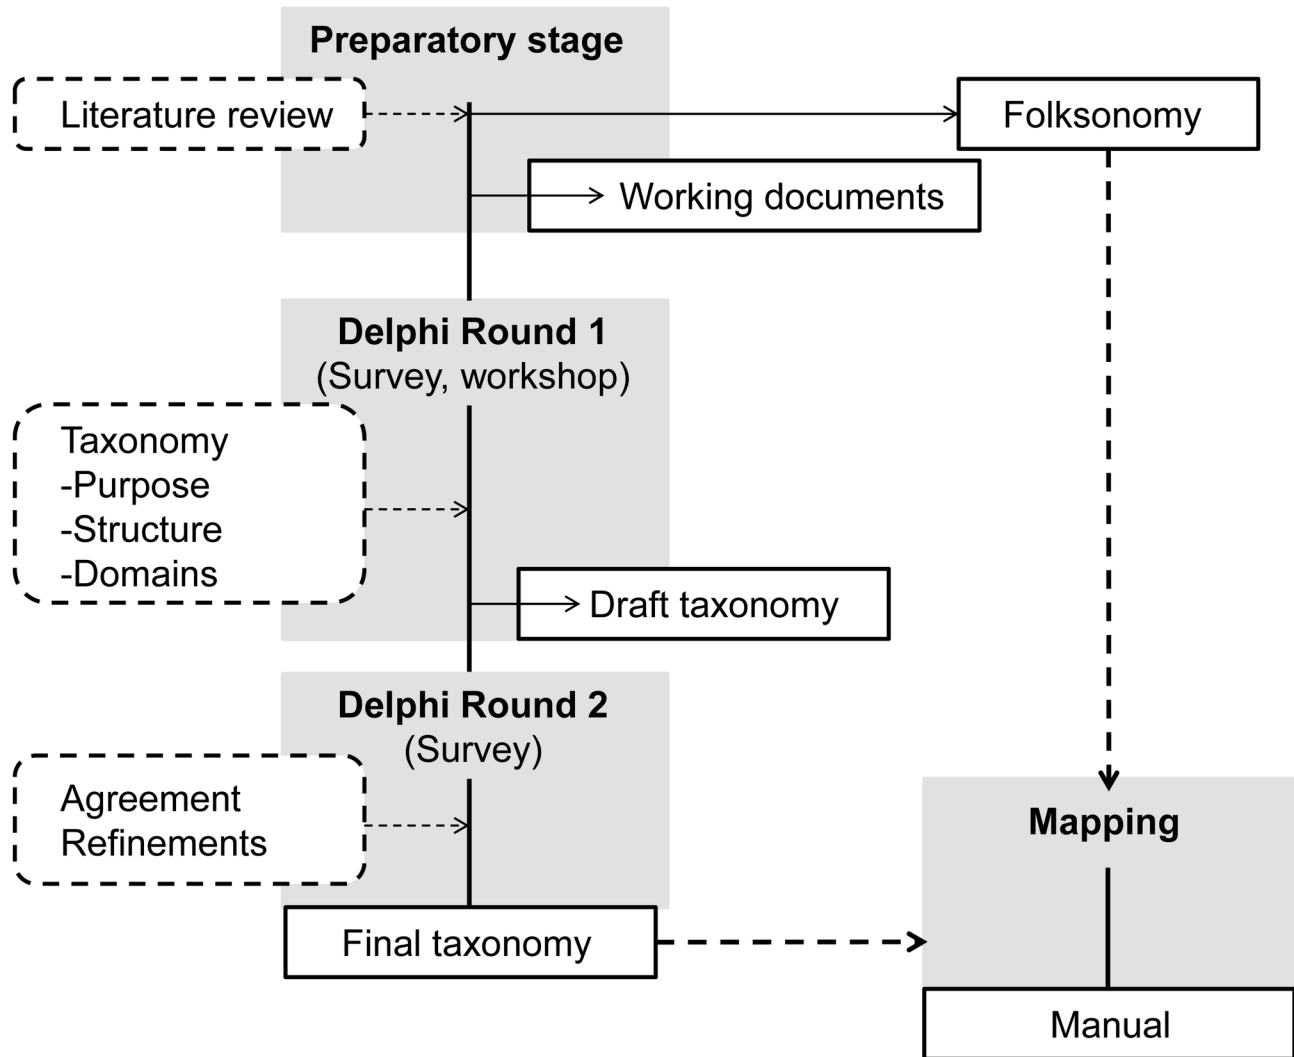 Preparatory stage
Literature review
Folksonomy
Working documents
Delphi Round 1
(Survey, workshop)
Taxonomy
-Purpose
-Structure
-Domains
Draft taxonomy
Delphi Round 2
(Survey)
Agreement
Refinements
Mapping
Final taxonomy
Manual